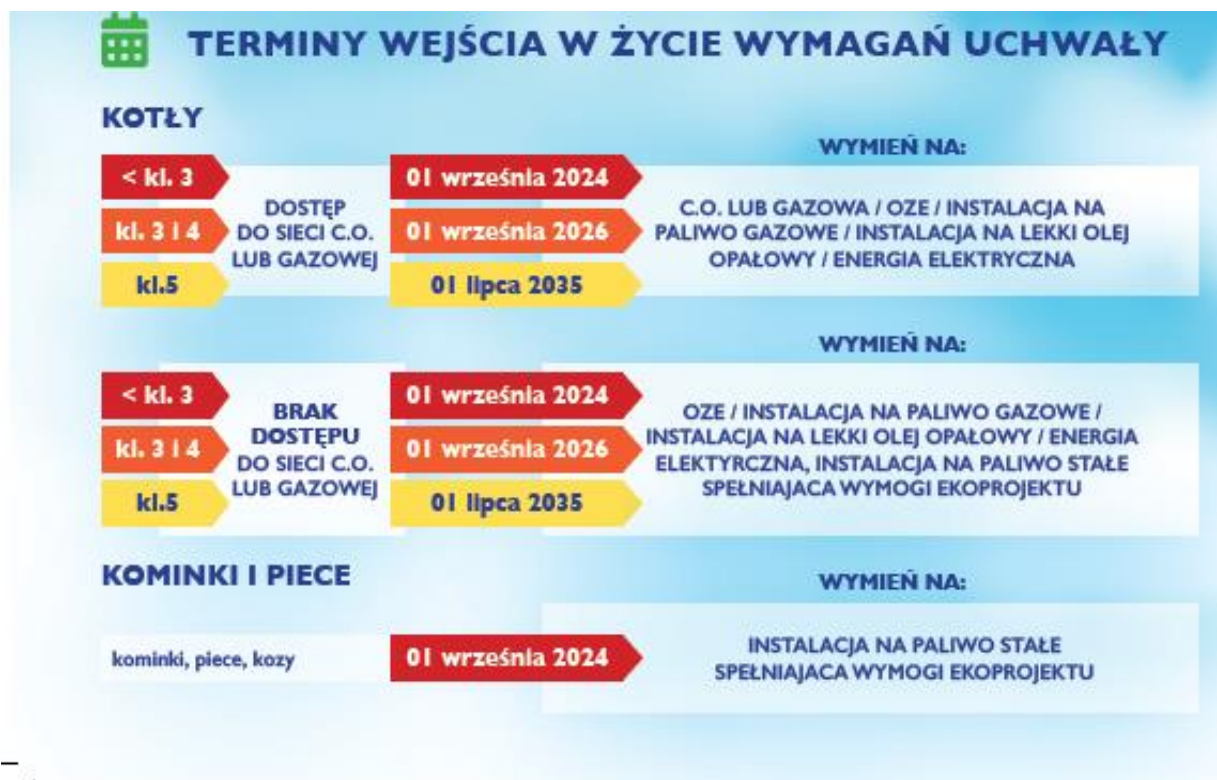 TERMINY WEJŚCIA W ŻYCIE WYMAGAŃ UCHWAŁY
KOTŁY
WYMIEŃ NA:
< kl. 3
kl. 3 i 4
kl.5
DOSTĘP
DO SIECI C.O.
LUB GAZOWEJ
01 września 2024
01 września 2026
01 lipca 2035
C.O. LUB GAZOWA / OZE / INSTALACJA NA
PALIWO GAZOWE / INSTALACJA NA LEKKI OLEJ
OPAŁOWY / ENERGIA ELEKTRYCZNA
WYMIEŃ NA:
< kl. 3
kl. 3 i 4
kl.5
BRAK
DOSTĘPU
DO SIECI C.O.
LUB GAZOWEJ
01 września 2024
01 września 2026
01 lipca 2035
OZE / INSTALACJA NA PALIWO GAZOWE /
INSTALACJA NA LEKKI OLEJ OPAŁOWY / ENERGIA
ELEKTYRCZNA, INSTALACJA NA PALIWO STAŁE
SPEŁNIAJACA WYMOGI EKOPROJEKTU
KOMINKI I PIECE
WYMIEŃ NA:
kominki, piece, kozy
01 września 2024
INSTALACJA NA PALIWO STAŁE
SPEŁNIAJACA WYMOGI EKOPROJEKTU